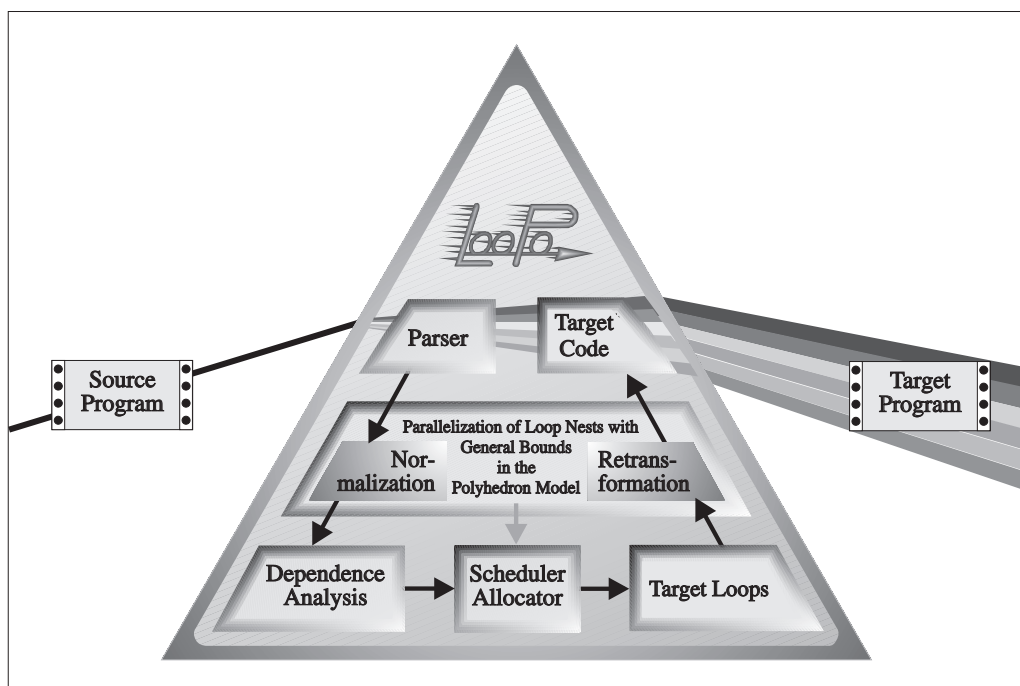 LooPo
Parser
Target
Code
Source
Program
Target
Program
Parallelization of Loop Nests with
General Bounds
in the
Polyhedron Model
Nor-
malization
Retrans-
formation
Dependence
Analysis
Scheduler
Allocator
Target Loops